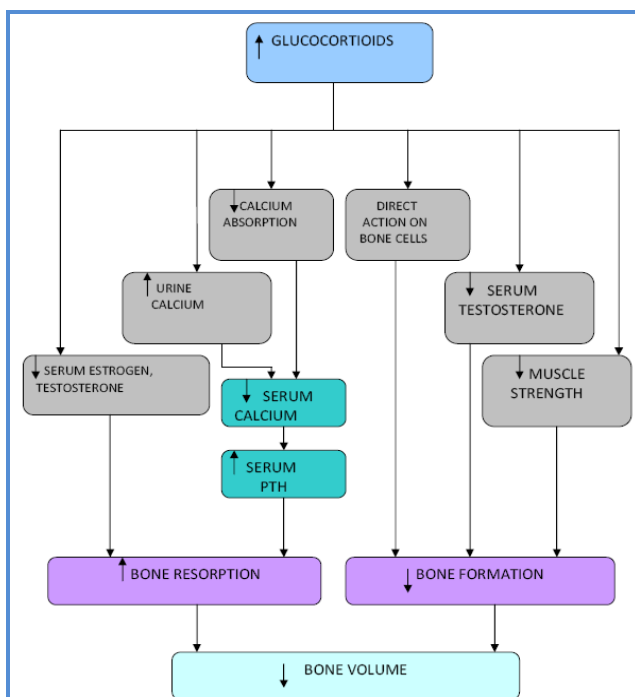 ↑ GLUCOCORTIOIDS
↓ CALCIUM
ABSORPTION
DIRECT
ACTION ON
BONE CELLS
↑ URINE
CALCIUM
↓ SERUM
TESTOSTERONE
↓ SERUM ESTROGEN,
TESTOSTERONE
↓ SERUM
CALCIUM
↓ MUSCLE
STRENGTH
↑ SERUM
PTH
↑ BONE RESORPTION
↓ BONE FORMATION
↓ BONE VOLUME